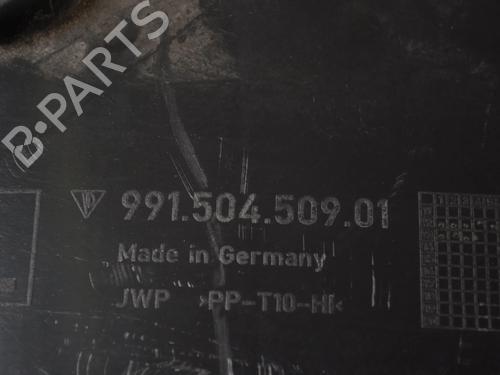 B-PARTS
991.504.509.01
Made in Germany
JWP >PP-T10-HI<